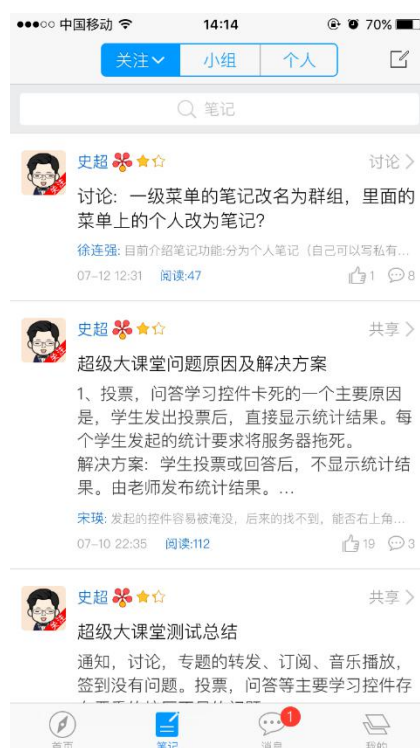 中国移动 14:14 70%
关注 小组 个人
笔记
史超 讨论
讨论：一级菜单的笔记改名为群组，里面的
菜单上的个人改为笔记？
徐连强: 目前介绍笔记功能:分为个人笔记（自己可以写私有...
07-12 12:31 阅读:47 1 8
关注
史超 共享
超级大课堂问题原因及解决方案
1、投票，问答学习控件卡死的一个主要原因
是，学生发出投票后，直接显示统计结果。每
个学生发起的统计要求将服务器拖死。
解决方案：学生投票或回答后，不显示统计结
果。由老师发布统计结果。...
宋瑛: 发起的控件容易被淹没，后来的找不到，能否右上角...
07-10 22:35 阅读:112 19 3
关注
史超 共享
超级大课堂测试总结
通知，讨论，专题的转发、订阅、音乐播放，
签到没有问题。投票，问答等主要学习控件存
1
首页 笔记 消息 我的